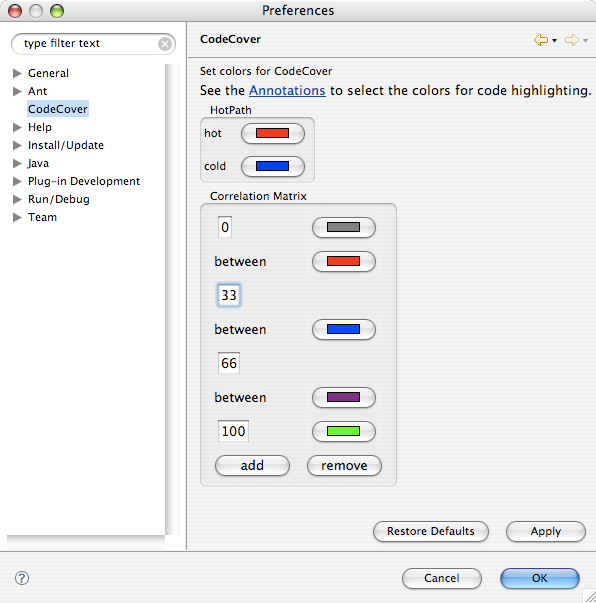 Preferences
type filter text
General
Ant
CodeCover
Help
Install/Update
Java
Plug-in Development
Run/Debug
Team
CodeCover
Set colors for CodeCover
See the Annotations to select the colors for code highlighting.
HotPath
hot
cold
Correlation Matrix
0
between
33
between
66
between
100
add remove
Restore Defaults Apply
? Cancel OK